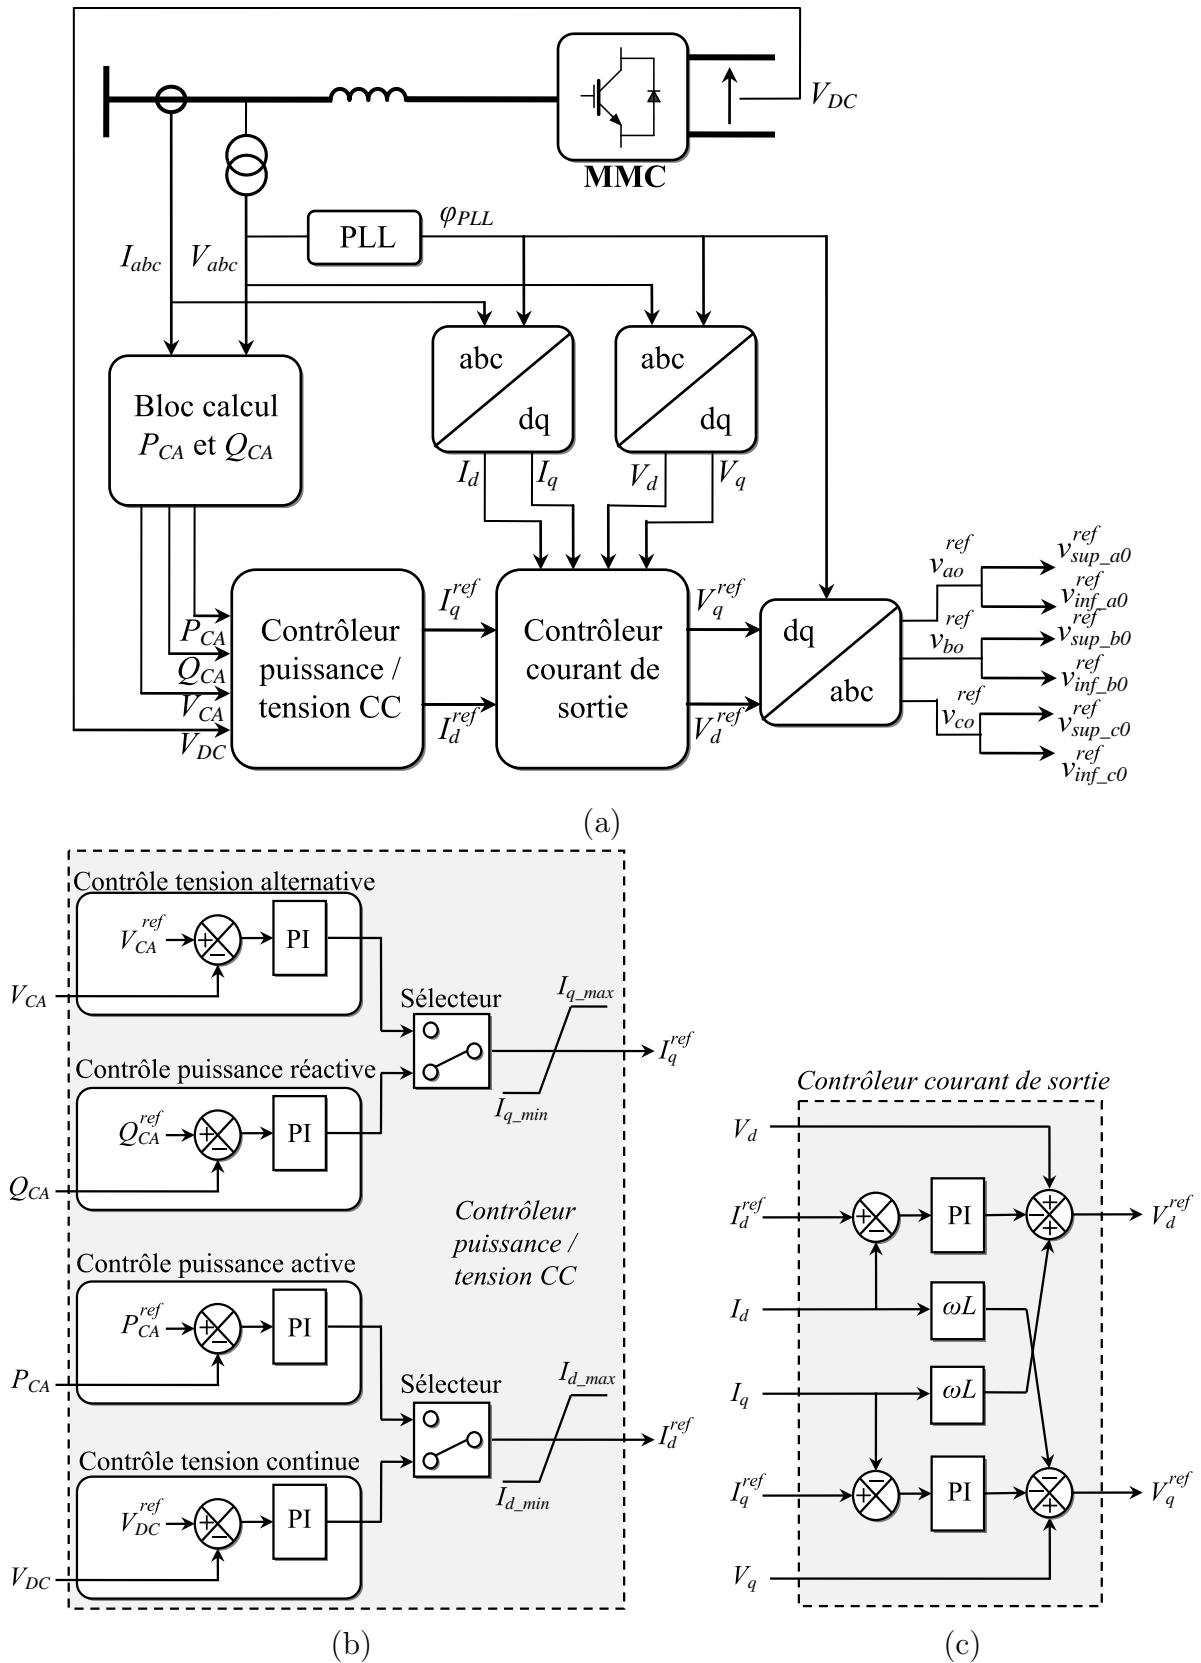 V_DC
MMC
PLL
φ_PLL
I_abc
V_abc
abc
dq
abc
dq
Bloc calcul
P_CA et Q_CA
I_d
I_q
V_d
V_q
P_CA
Q_CA
V_CA
V_DC
Contrôleur
puissance /
tension CC
I_q^ref
I_d^ref
Contrôleur
courant de
sortie
V_q^ref
V_d^ref
dq
abc
v_ao^ref
v_bo^ref
v_co^ref
v_sup_a0^ref
v_inf_a0^ref
v_sup_b0^ref
v_inf_b0^ref
v_sup_c0^ref
v_inf_c0^ref
(a)
Contrôle tension alternative
V_CA^ref
+
−
PI
V_CA
Contrôle puissance réactive
Q_CA^ref
+
−
PI
Q_CA
Sélecteur
I_q_max
I_q_min
I_q^ref
Contrôleur
puissance /
tension CC
Contrôle puissance active
P_CA^ref
+
−
PI
P_CA
Contrôle tension continue
V_DC^ref
+
−
PI
V_DC
Sélecteur
I_d_max
I_d_min
I_d^ref
(b)
Contrôleur courant de sortie
V_d
I_d^ref
+
−
PI
+
−
+
V_d^ref
I_d
ωL
I_q
ωL
I_q^ref
−
+
PI
−
−
+
V_q^ref
V_q
(c)